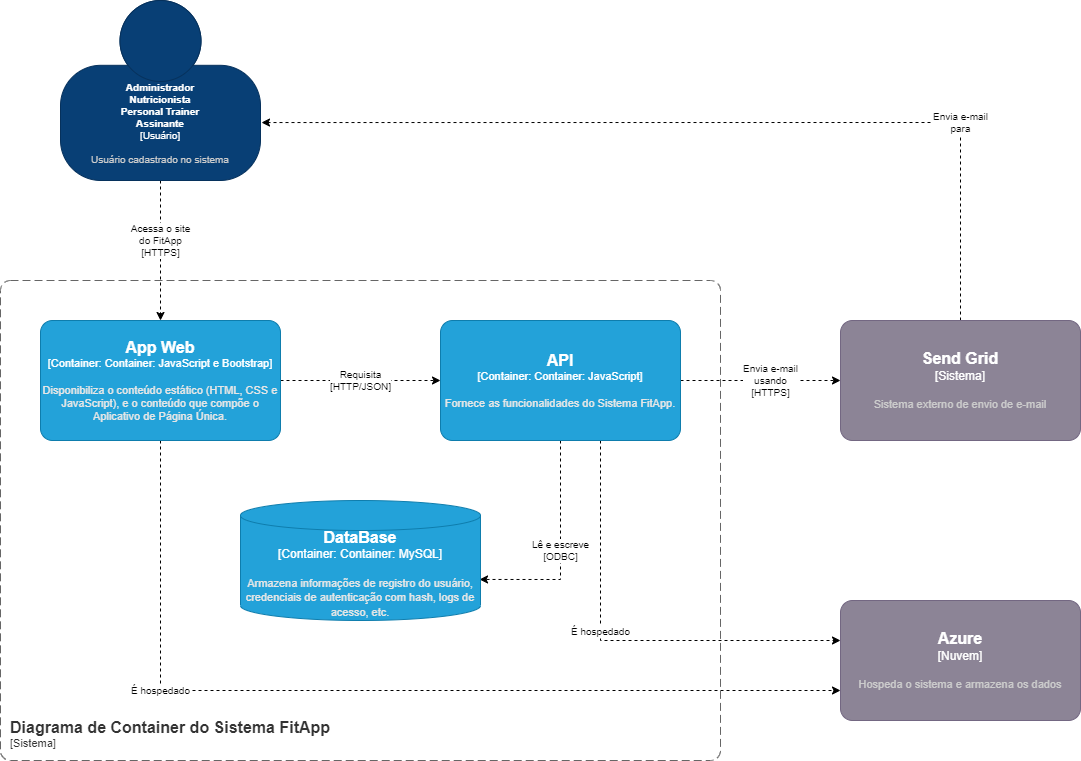 Administrador
Nutricionista
Personal Trainer
Assinante
[Usuário]
Usuário cadastrado no sistema
Envia e-mail
para
Acessa o site
do FitApp
[HTTPS]
App Web
[Container: Container: JavaScript e Bootstrap]
Disponibiliza o conteúdo estático (HTML, CSS e
JavaScript), e o conteúdo que compõe o
Aplicativo de Página Única.
Requisita
[HTTP/JSON]
API
[Container: Container: JavaScript]
Fornece as funcionalidades do Sistema FitApp.
Envia e-mail
usando
[HTTPS]
Send Grid
[Sistema]
Sistema externo de envio de e-mail
DataBase
[Container: Container: MySQL]
Armazena informações de registro do usuário,
credenciais de autenticação com hash, logs de
acesso, etc.
Lê e escreve
[ODBC]
É hospedado
Azure
[Nuvem]
Hospeda o sistema e armazena os dados
É hospedado
Diagrama de Container do Sistema FitApp
[Sistema]